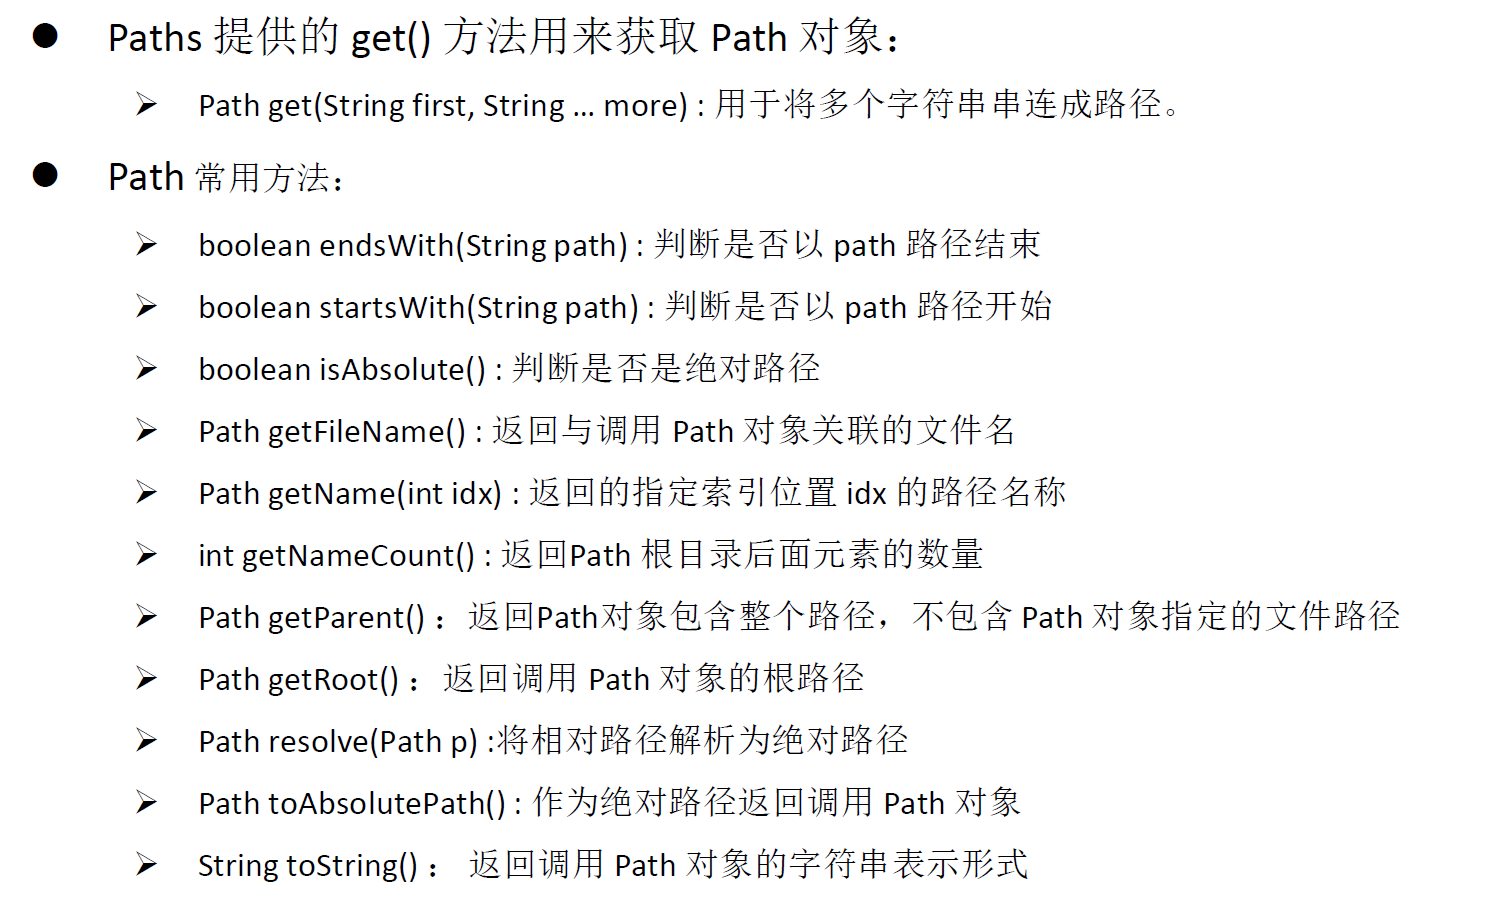 ● Paths 提供的 get() 方法用来获取 Path 对象：
➢ Path get(String first, String … more) : 用于将多个字符串串连成路径。
● Path 常用方法：
➢ boolean endsWith(String path) : 判断是否以 path 路径结束
➢ boolean startsWith(String path) : 判断是否以 path 路径开始
➢ boolean isAbsolute() : 判断是否是绝对路径
➢ Path getFileName() : 返回与调用 Path 对象关联的文件名
➢ Path getName(int idx) : 返回的指定索引位置 idx 的路径名称
➢ int getNameCount() : 返回Path 根目录后面元素的数量
➢ Path getParent() ：返回Path对象包含整个路径，不包含 Path 对象指定的文件路径
➢ Path getRoot() ：返回调用 Path 对象的根路径
➢ Path resolve(Path p) :将相对路径解析为绝对路径
➢ Path toAbsolutePath() : 作为绝对路径返回调用 Path 对象
➢ String toString() ： 返回调用 Path 对象的字符串表示形式